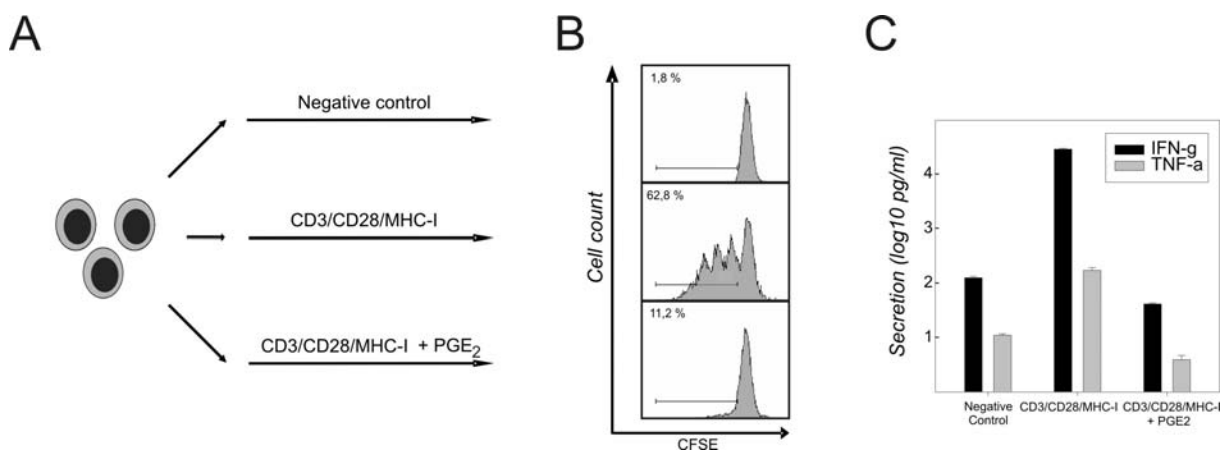 A
Negative control
CD3/CD28/MHC-I
CD3/CD28/MHC-I + PGE2
B
Cell count
1,8 %
62,8 %
11,2 %
CFSE
C
Secretion (log10 pg/ml)
4
2
1
IFN-g
TNF-a
Negative
Control
CD3/CD28/MHC-I
CD3/CD28/MHC-I
+ PGE2